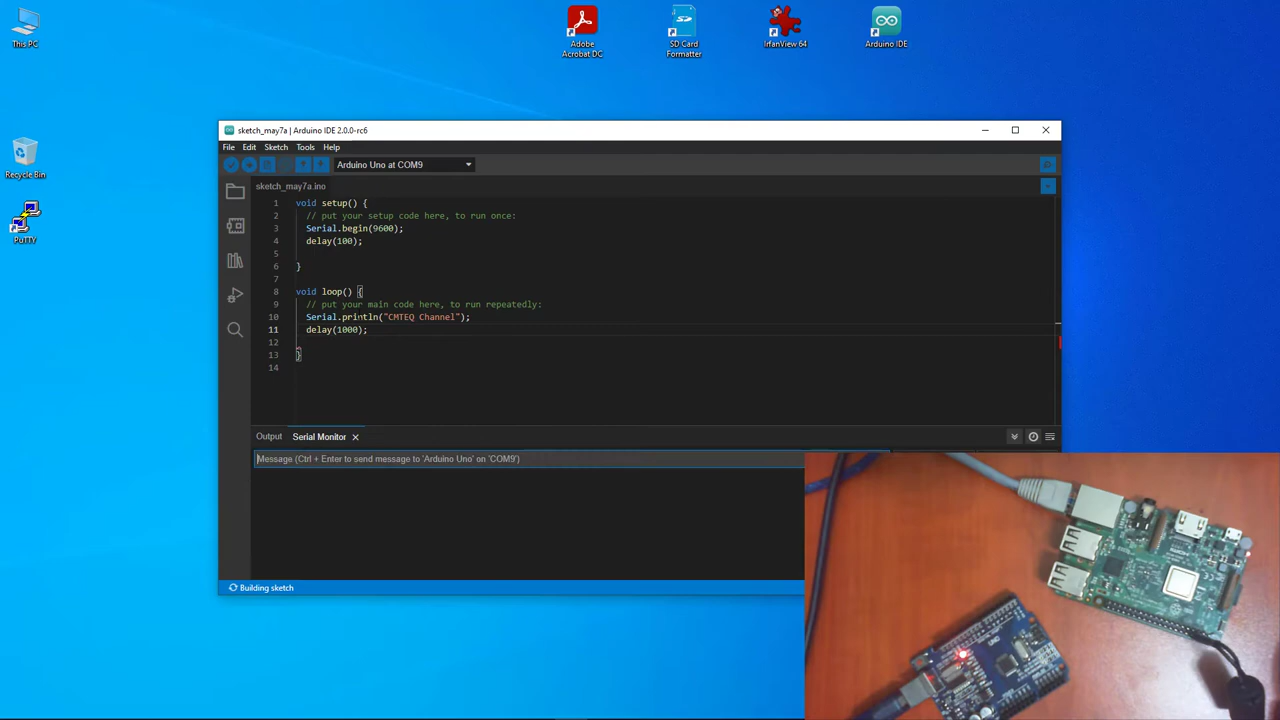 This PC
Adobe
Acrobat DC
SD Card
Formatter
IrfanView 64
Arduino IDE
Recycle Bin
PuTTY
sketch_may7a | Arduino IDE 2.0.0-rc6
File Edit Sketch Tools Help
Arduino Uno at COM9
sketch_may7a.ino
1 void setup() {
2 // put your setup code here, to run once:
3 Serial.begin(9600);
4 delay(100);
5
6 }
7
8 void loop() {
9 // put your main code here, to run repeatedly:
10 Serial.println("CMTEQ Channel");
11 delay(1000);
12
13 }
14
Output Serial Monitor
Message (Ctrl + Enter to send message to 'Arduino Uno' on 'COM9')
Building sketch
UNO